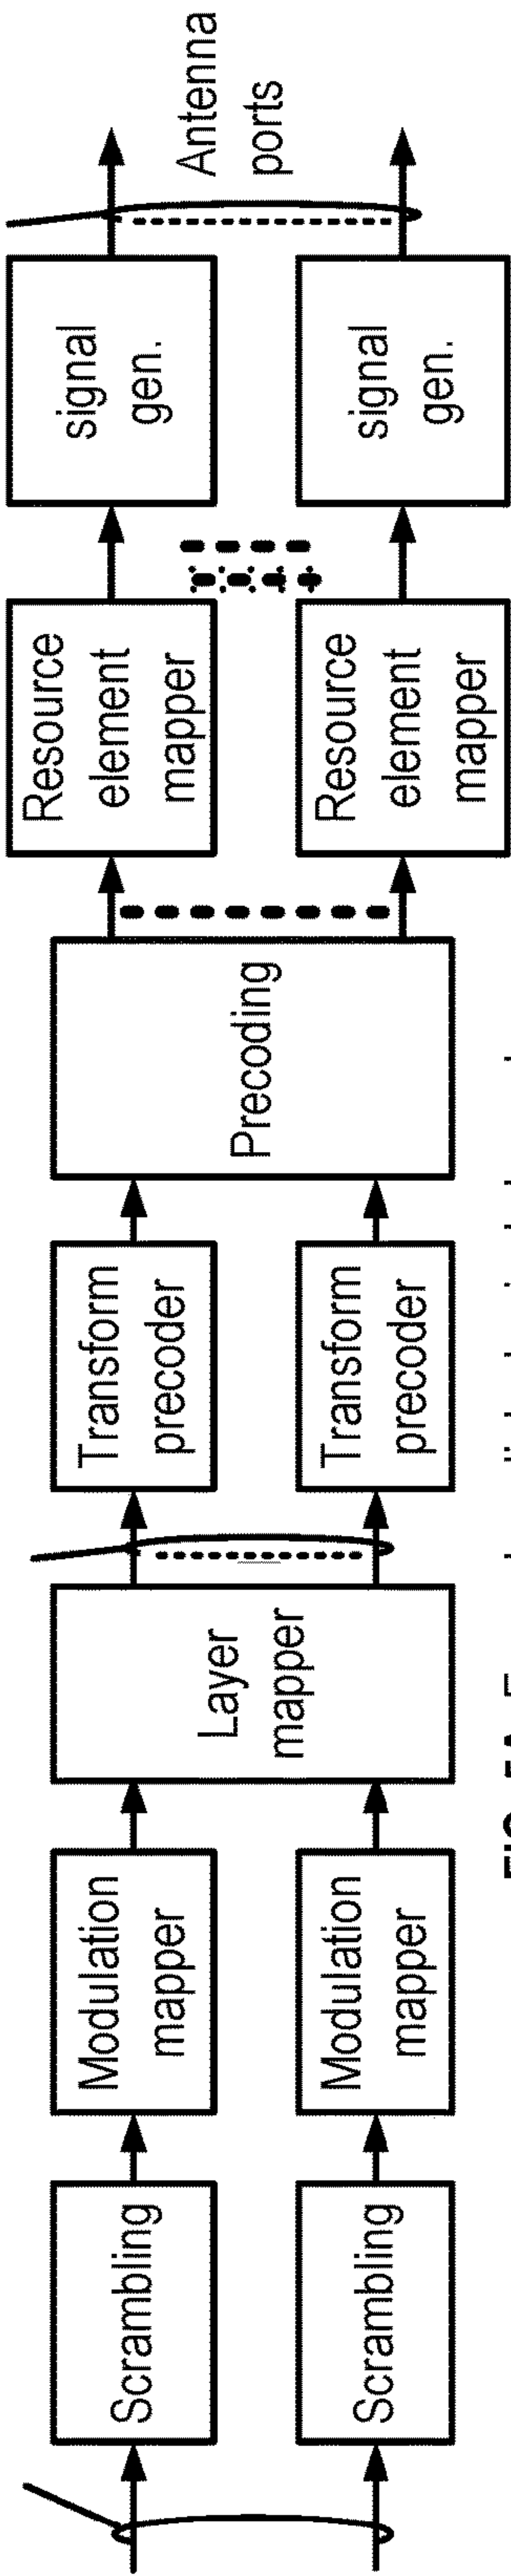 Scrambling
Scrambling
Modulation
mapper
Modulation
mapper
Layer
mapper
Transform
precoder
Transform
precoder
Precoding
Resource
element
mapper
Resource
element
mapper
signal
gen.
signal
gen.
Antenna
ports